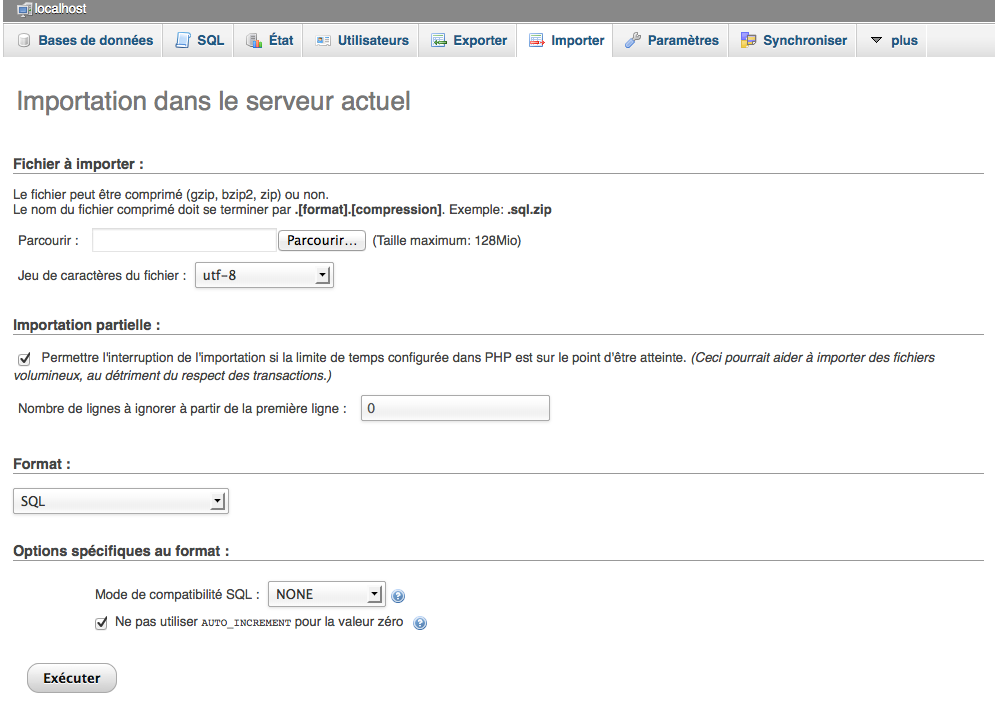 localhost
Bases de données SQL État Utilisateurs Exporter Importer Paramètres Synchroniser plus
Importation dans le serveur actuel
Fichier à importer :
Le fichier peut être comprimé (gzip, bzip2, zip) ou non.
Le nom du fichier comprimé doit se terminer par .[format].[compression]. Exemple: .sql.zip
Parcourir : Parcourir... (Taille maximum: 128Mio)
Jeu de caractères du fichier : utf-8
Importation partielle :
Permettre l'interruption de l'importation si la limite de temps configurée dans PHP est sur le point d'être atteinte. (Ceci pourrait aider à importer des fichiers
volumineux, au détriment du respect des transactions.)
Nombre de lignes à ignorer à partir de la première ligne : 0
Format :
SQL
Options spécifiques au format :
Mode de compatibilité SQL : NONE
Ne pas utiliser AUTO_INCREMENT pour la valeur zéro
Exécuter